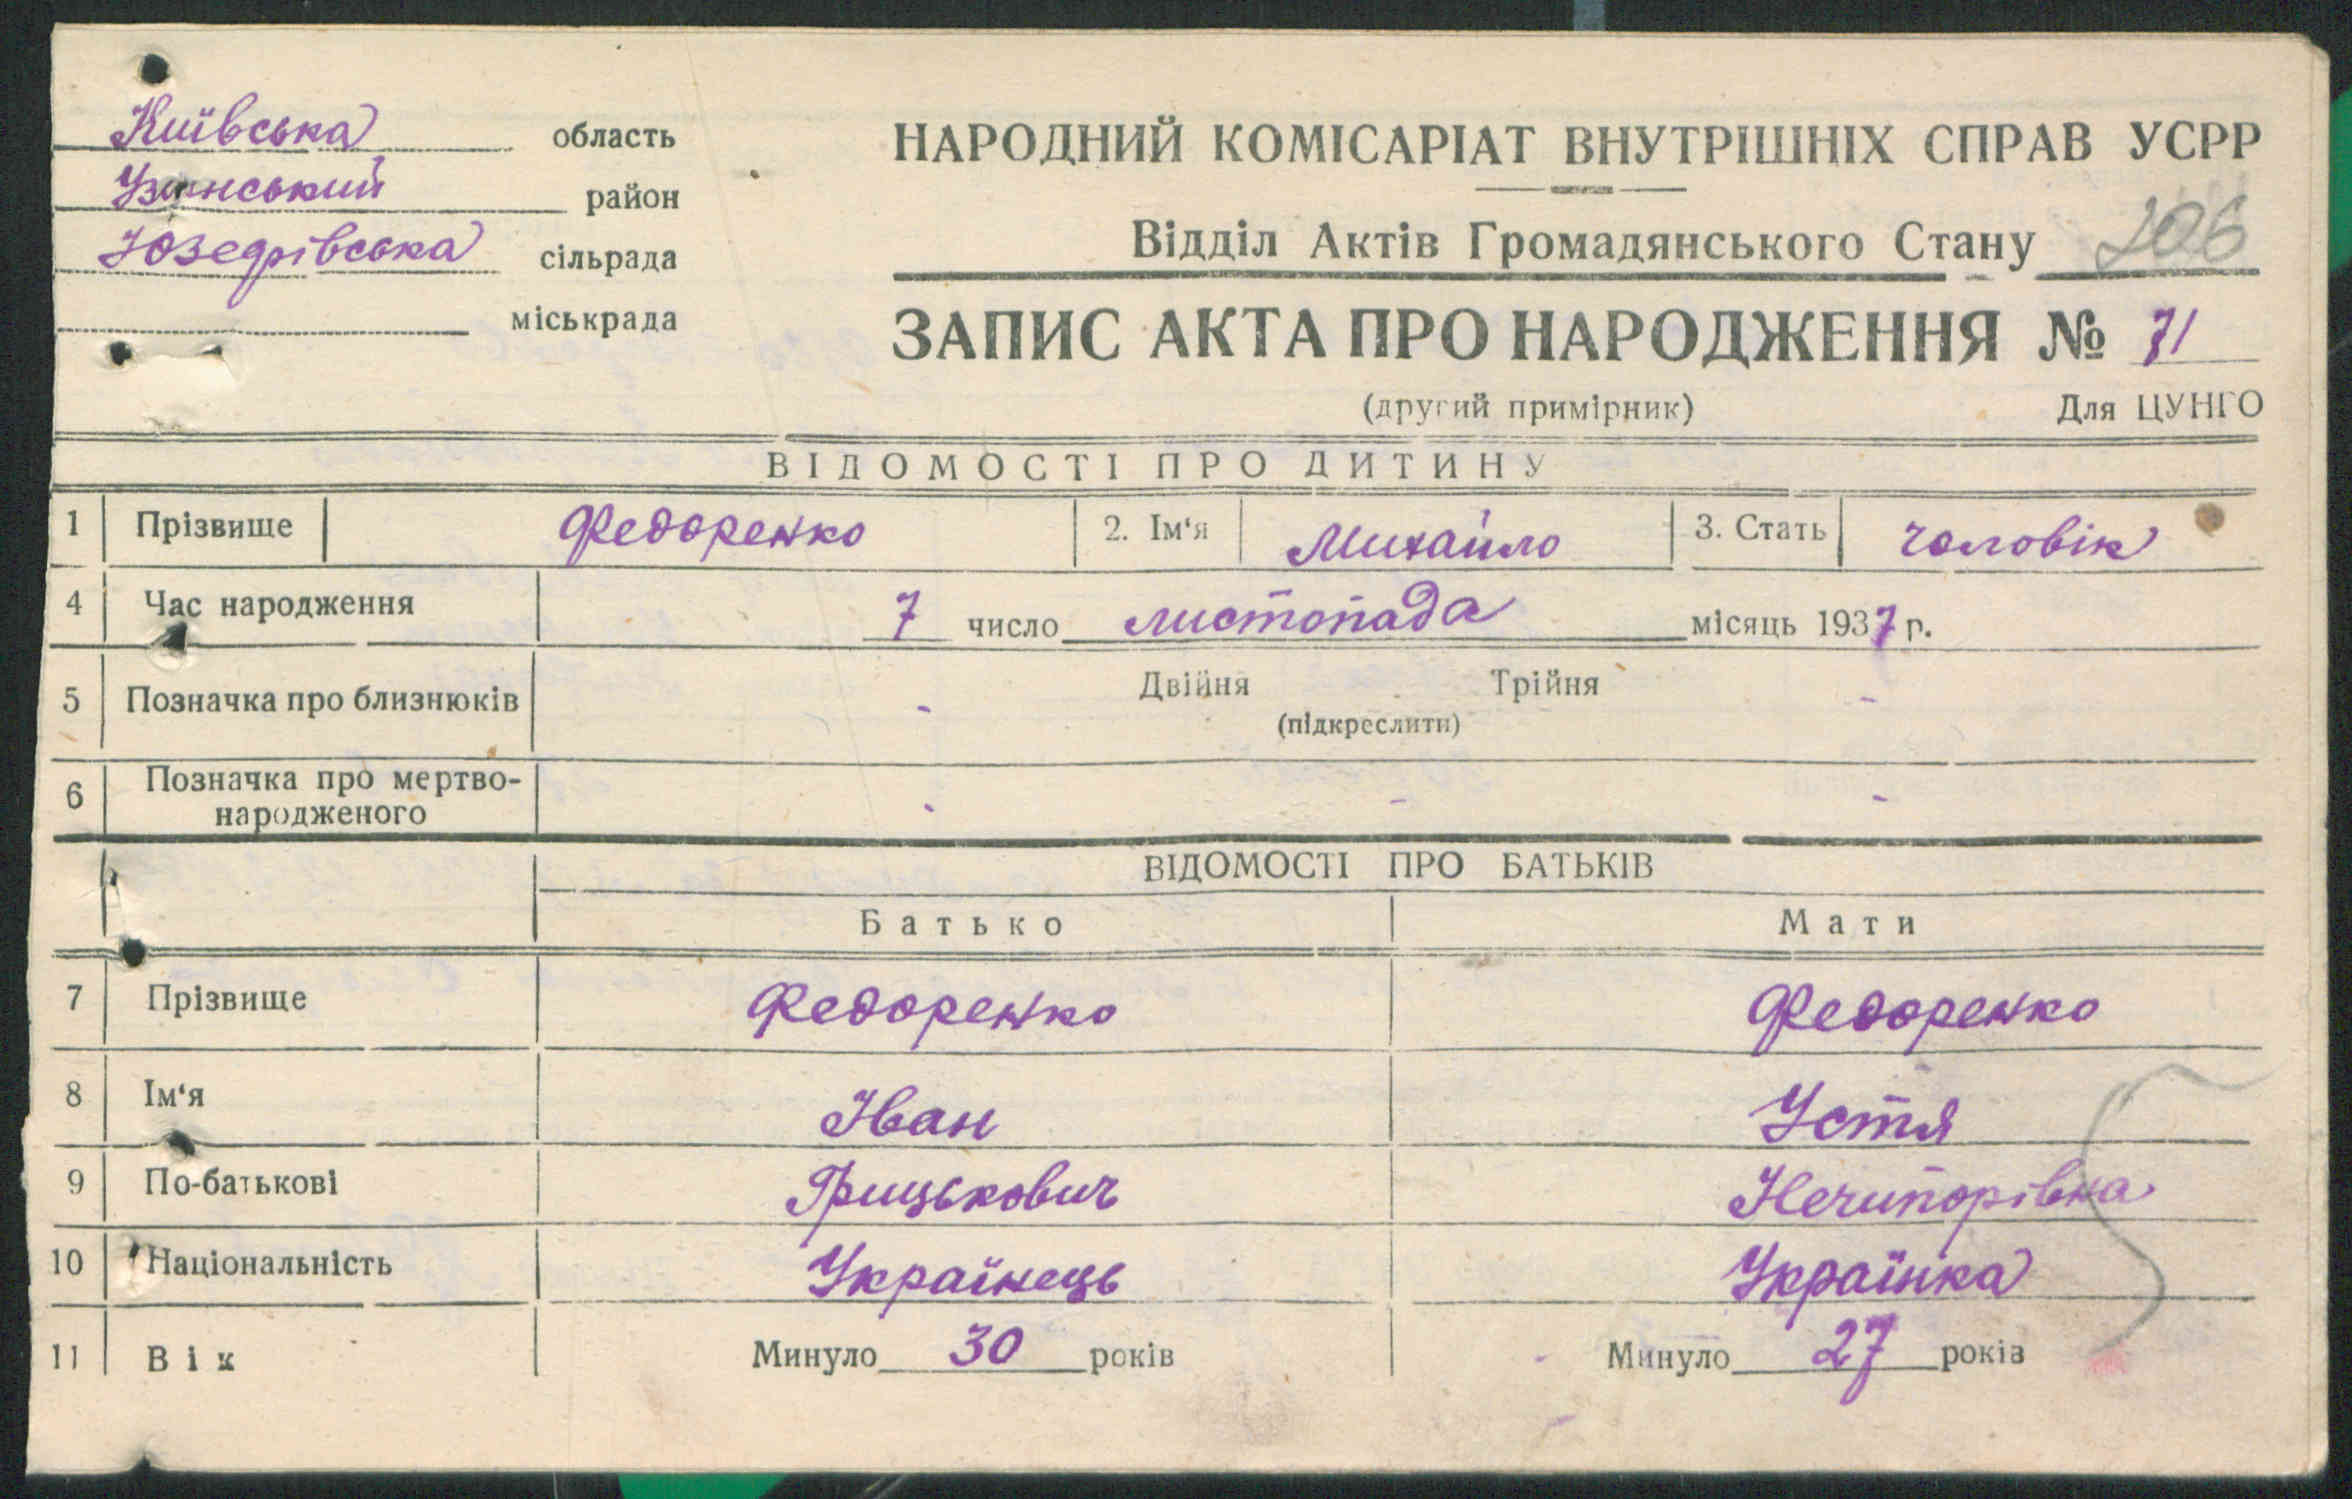 Київська область
Узинський район
Юзефівська сільрада
міськрада
НАРОДНИЙ КОМІСАРІАТ ВНУТРІШНІХ СПРАВ УСРР
Відділ Актів Громадянського Стану 206
ЗАПИС АКТА ПРО НАРОДЖЕННЯ № 71
(другий примірник) Для ЦУНГО
ВІДОМОСТІ ПРО ДИТИНУ
1 Прізвище Федоренко 2. Ім‘я Михайло 3. Стать чоловік
4 Час народження 7 число листопада місяць 1937 р.
5 Позначка про близнюків - Двійня Трійня -
(підкреслити)
6 Позначка про мертво-
народженого - - -
ВІДОМОСТІ ПРО БАТЬКІВ
Батько Мати
7 Прізвище Федоренко Федоренко
8 Ім‘я Іван Устя
9 По-батькові Грицькович Нечипорівна
10 Національність Українець Українка
11 Вік Минуло 30 років Минуло 27 років